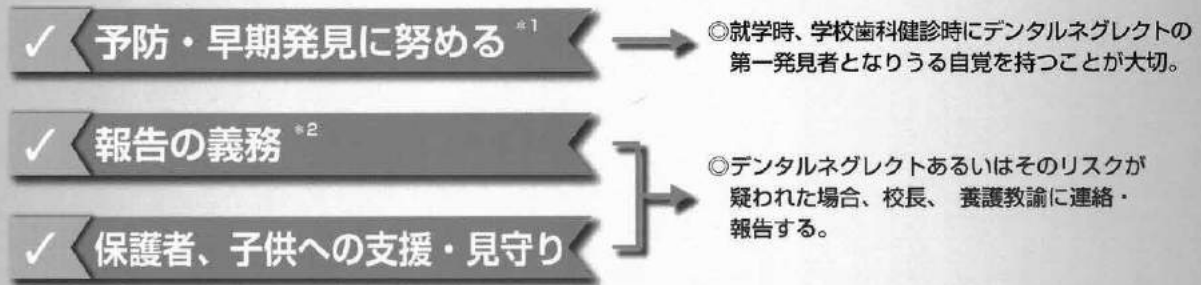 ✓ 予防・早期発見に努める *1
◎就学時、学校歯科健診時にデンタルネグレクトの
第一発見者となりうる自覚を持つことが大切。
✓ 報告の義務 *2
◎デンタルネグレクトあるいはそのリスクが
疑われた場合、校長、 養護教諭に連絡・
報告する。
✓ 保護者、子供への支援・見守り